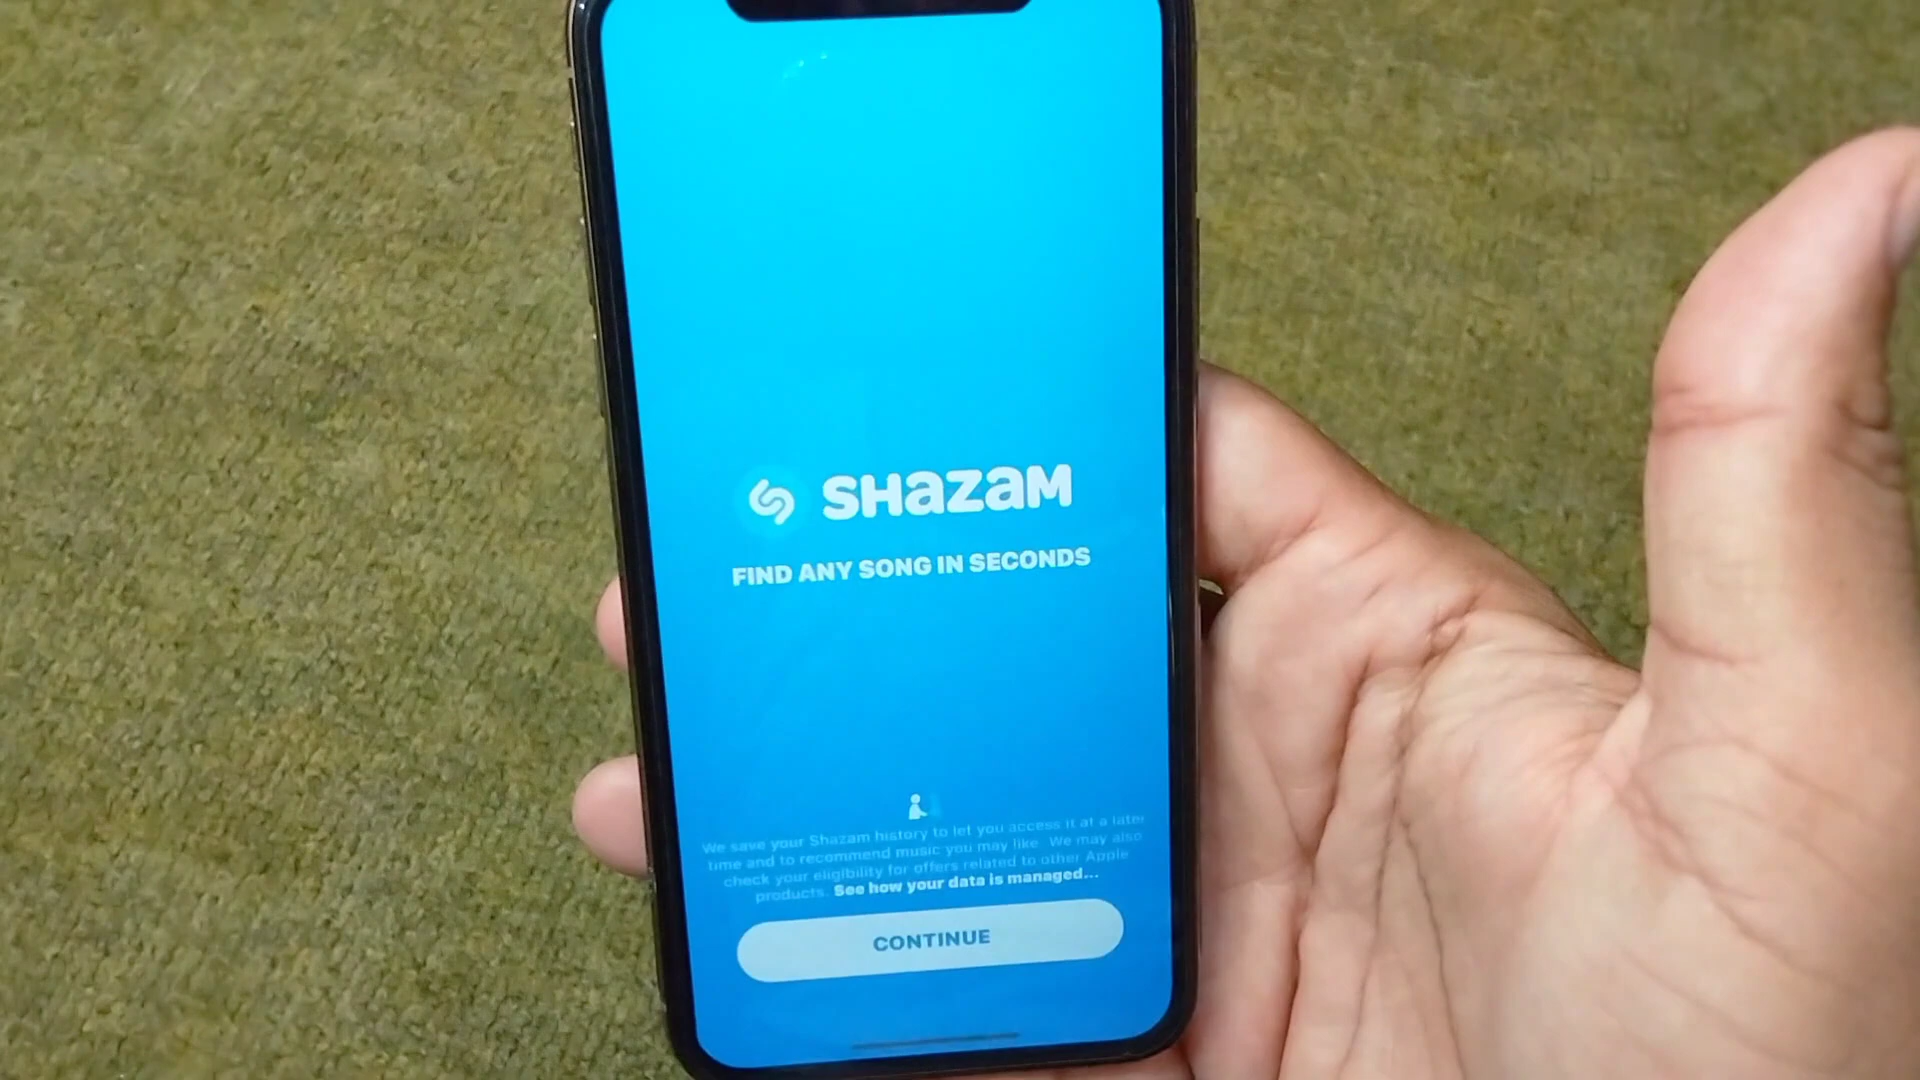 SHAZAM
FIND ANY SONG IN SECONDS
We save your Shazam history to let you access it at a later
time and to recommend music you may like. We may also
check your eligibility for offers related to other Apple
products. See how your data is managed...
CONTINUE